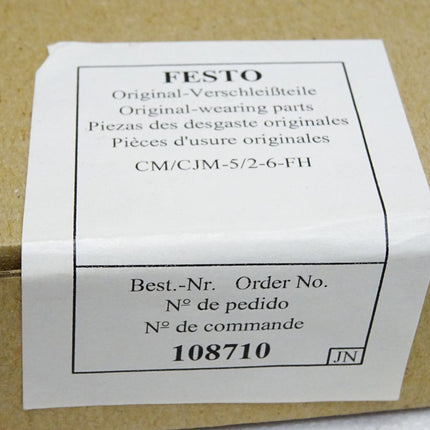 FESTO
Original-Verschleißteile
Original-wearing parts
Piezas des desgaste originales
Pièces d'usure originales
CM/CJM-5/2-6-FH
Best.-Nr. Order No.
Nº de pedido
Nº de commande
108710
JN